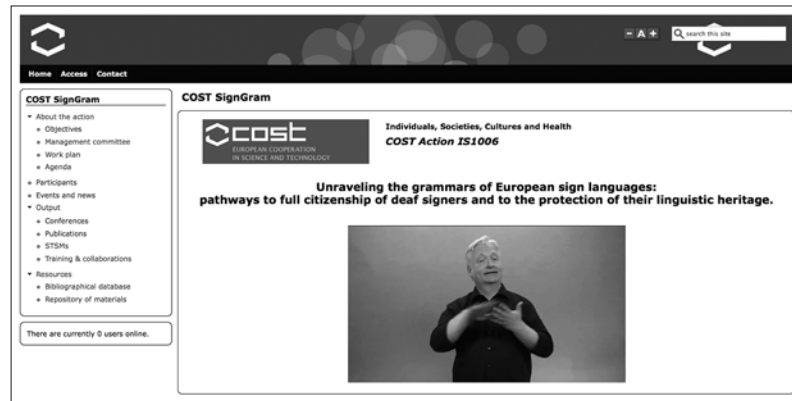 - A +
search this site
Home Access Contact
COST SignGram
About the action
Objectives
Management committee
Work plan
Agenda
Participants
Events and news
Output
Conferences
Publications
STSMs
Training & collaborations
Resources
Bibliographical database
Repository of materials
There are currently 0 users online.
COST SignGram
cost
EUROPEAN COOPERATION
IN SCIENCE AND TECHNOLOGY
Individuals, Societies, Cultures and Health
COST Action IS1006
Unraveling the grammars of European sign languages:
pathways to full citizenship of deaf signers and to the protection of their linguistic heritage.